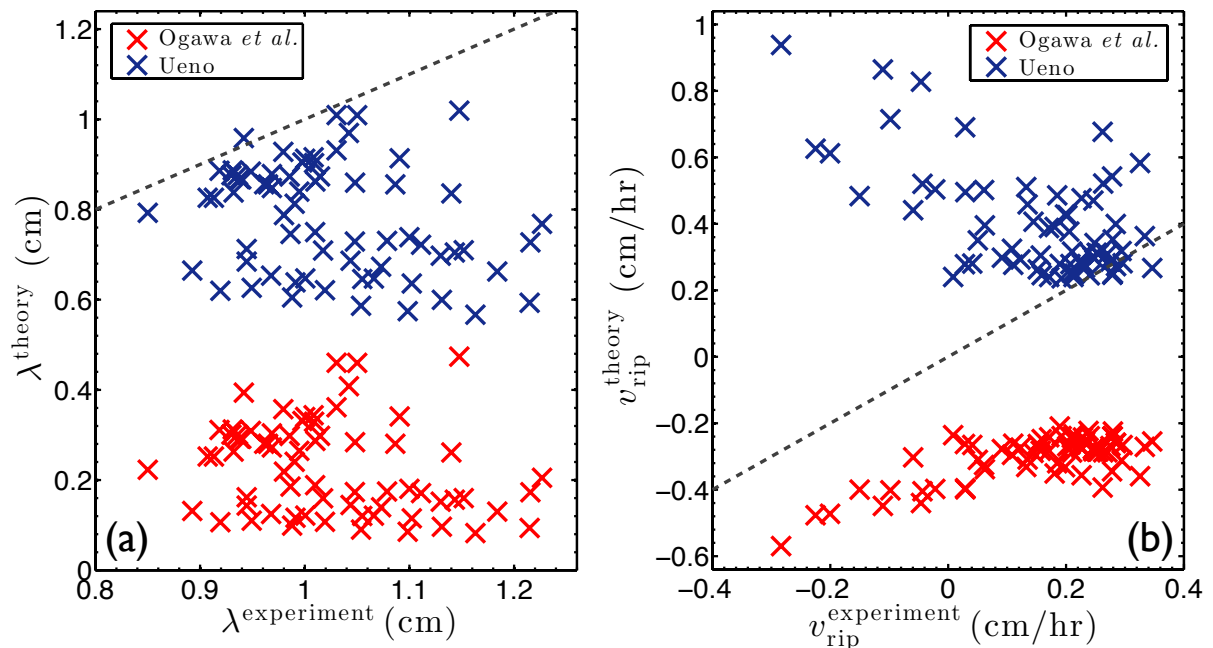 1.2
1
0.8
0.6
0.4
0.2
0
λ^theory (cm)
Ogawa et al.
Ueno
(a)
0.8 0.9 1 1.1 1.2
λ^experiment (cm)
1
0.8
0.6
0.4
0.2
0
−0.2
−0.4
−0.6
v_rip^theory (cm/hr)
Ogawa et al.
Ueno
(b)
−0.4 −0.2 0 0.2 0.4
v_rip^experiment (cm/hr)